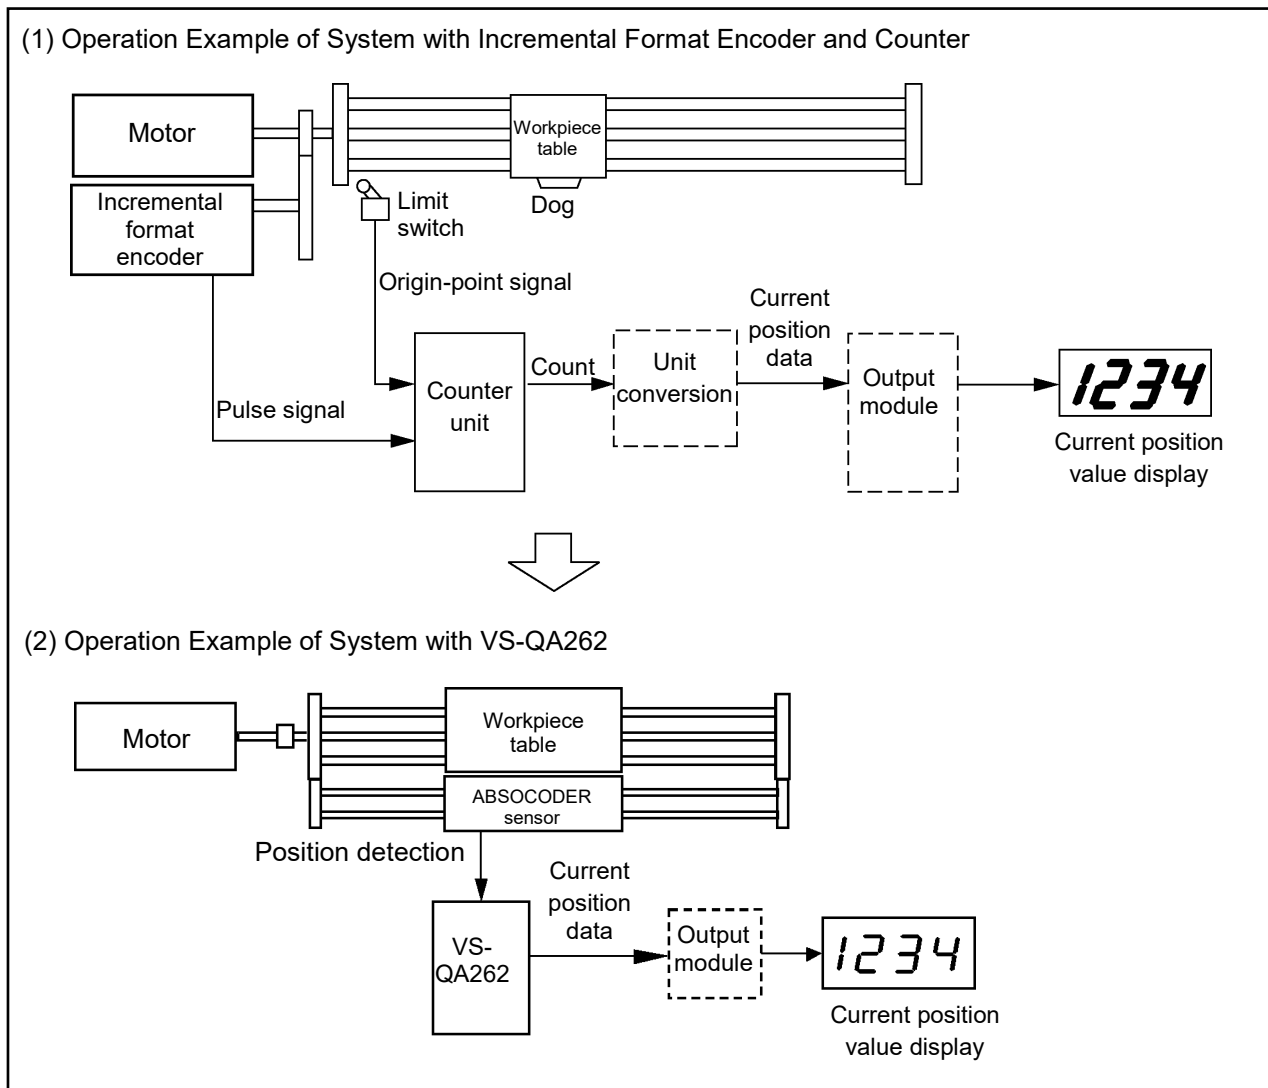 (1) Operation Example of System with Incremental Format Encoder and Counter
Motor
Workpiece
table
Incremental
format
encoder
Limit
switch
Dog
Origin-point signal
Pulse signal
Counter
unit
Count
Unit
conversion
Current
position
data
Output
module
1234
Current position
value display
(2) Operation Example of System with VS-QA262
Motor
Workpiece
table
ABSOCODER
sensor
Position detection
VS-
QA262
Current
position
data
Output
module
1234
Current position
value display